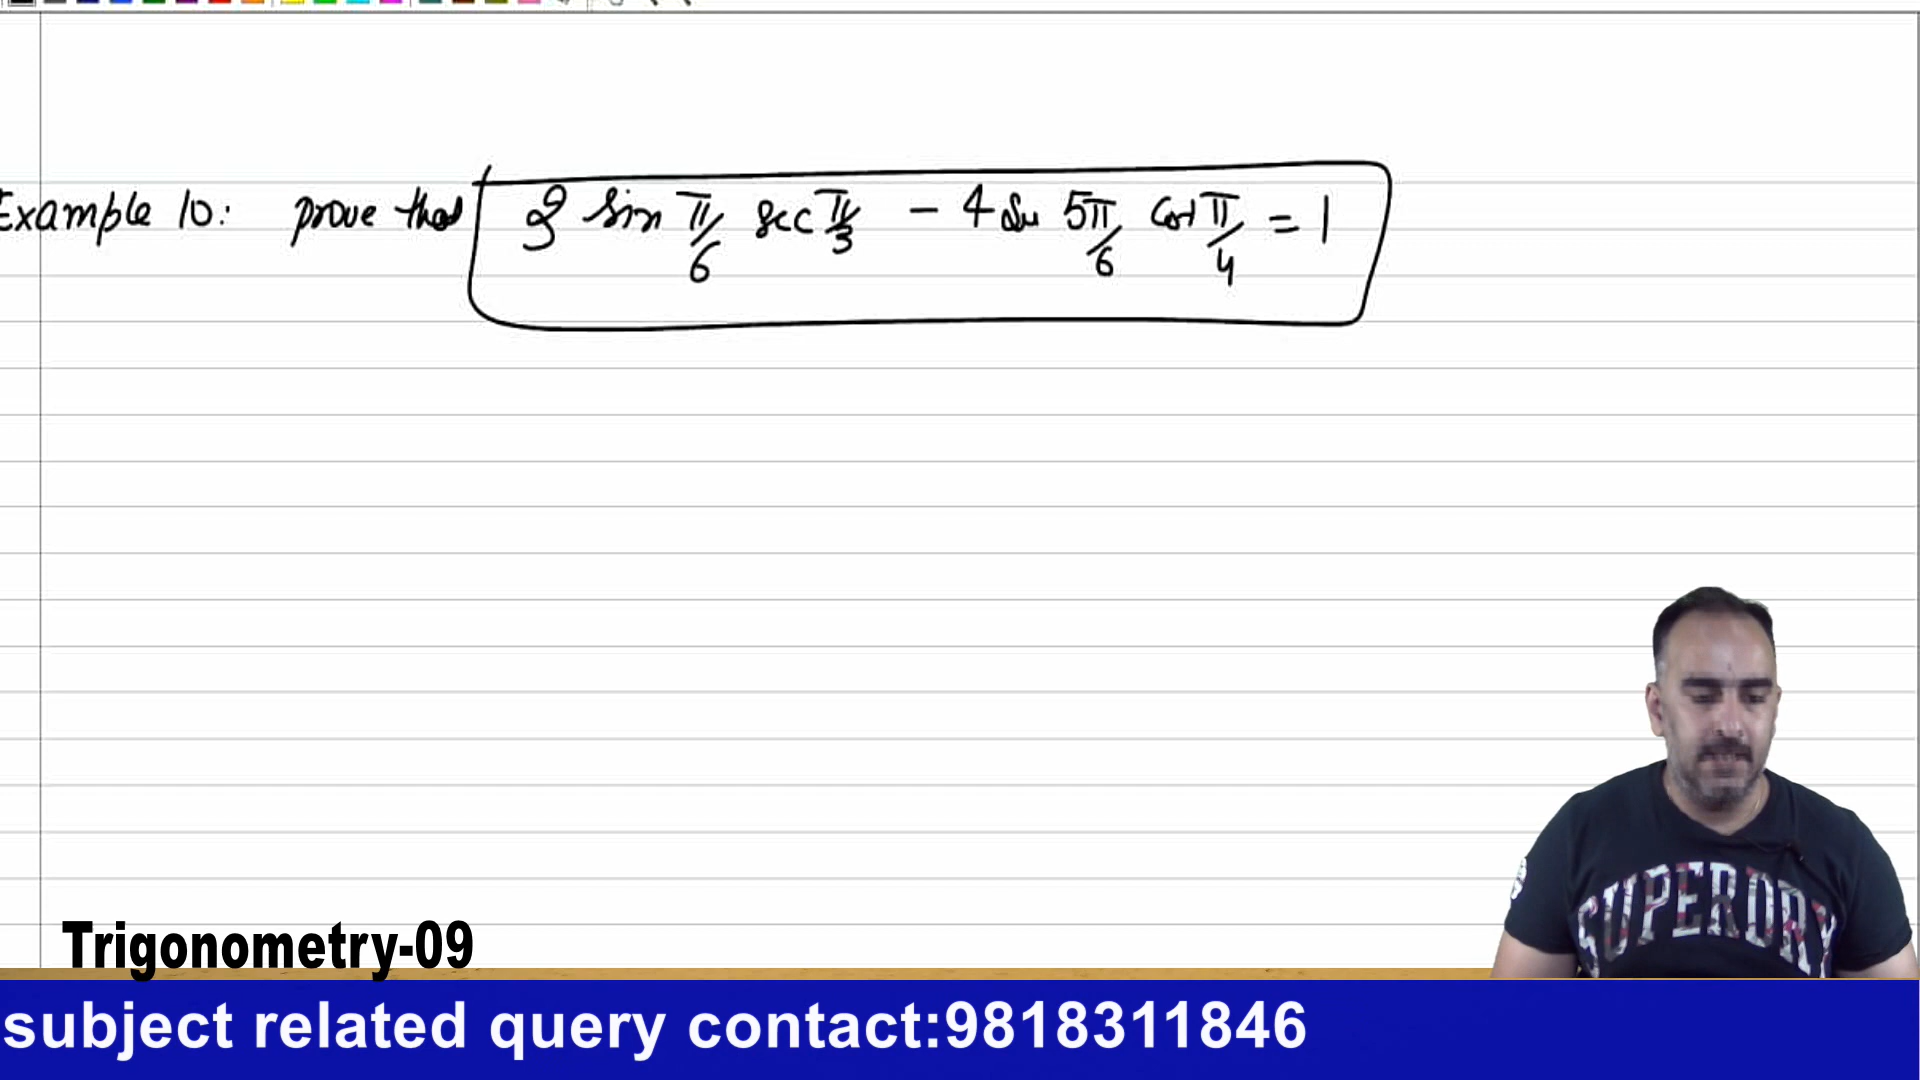 Example 10: prove that 3 sin π/6 sec π/3 - 4 Sin 5π/6 Cot π/4 = 1
SUPERDRY
Trigonometry-09
subject related query contact:9818311846